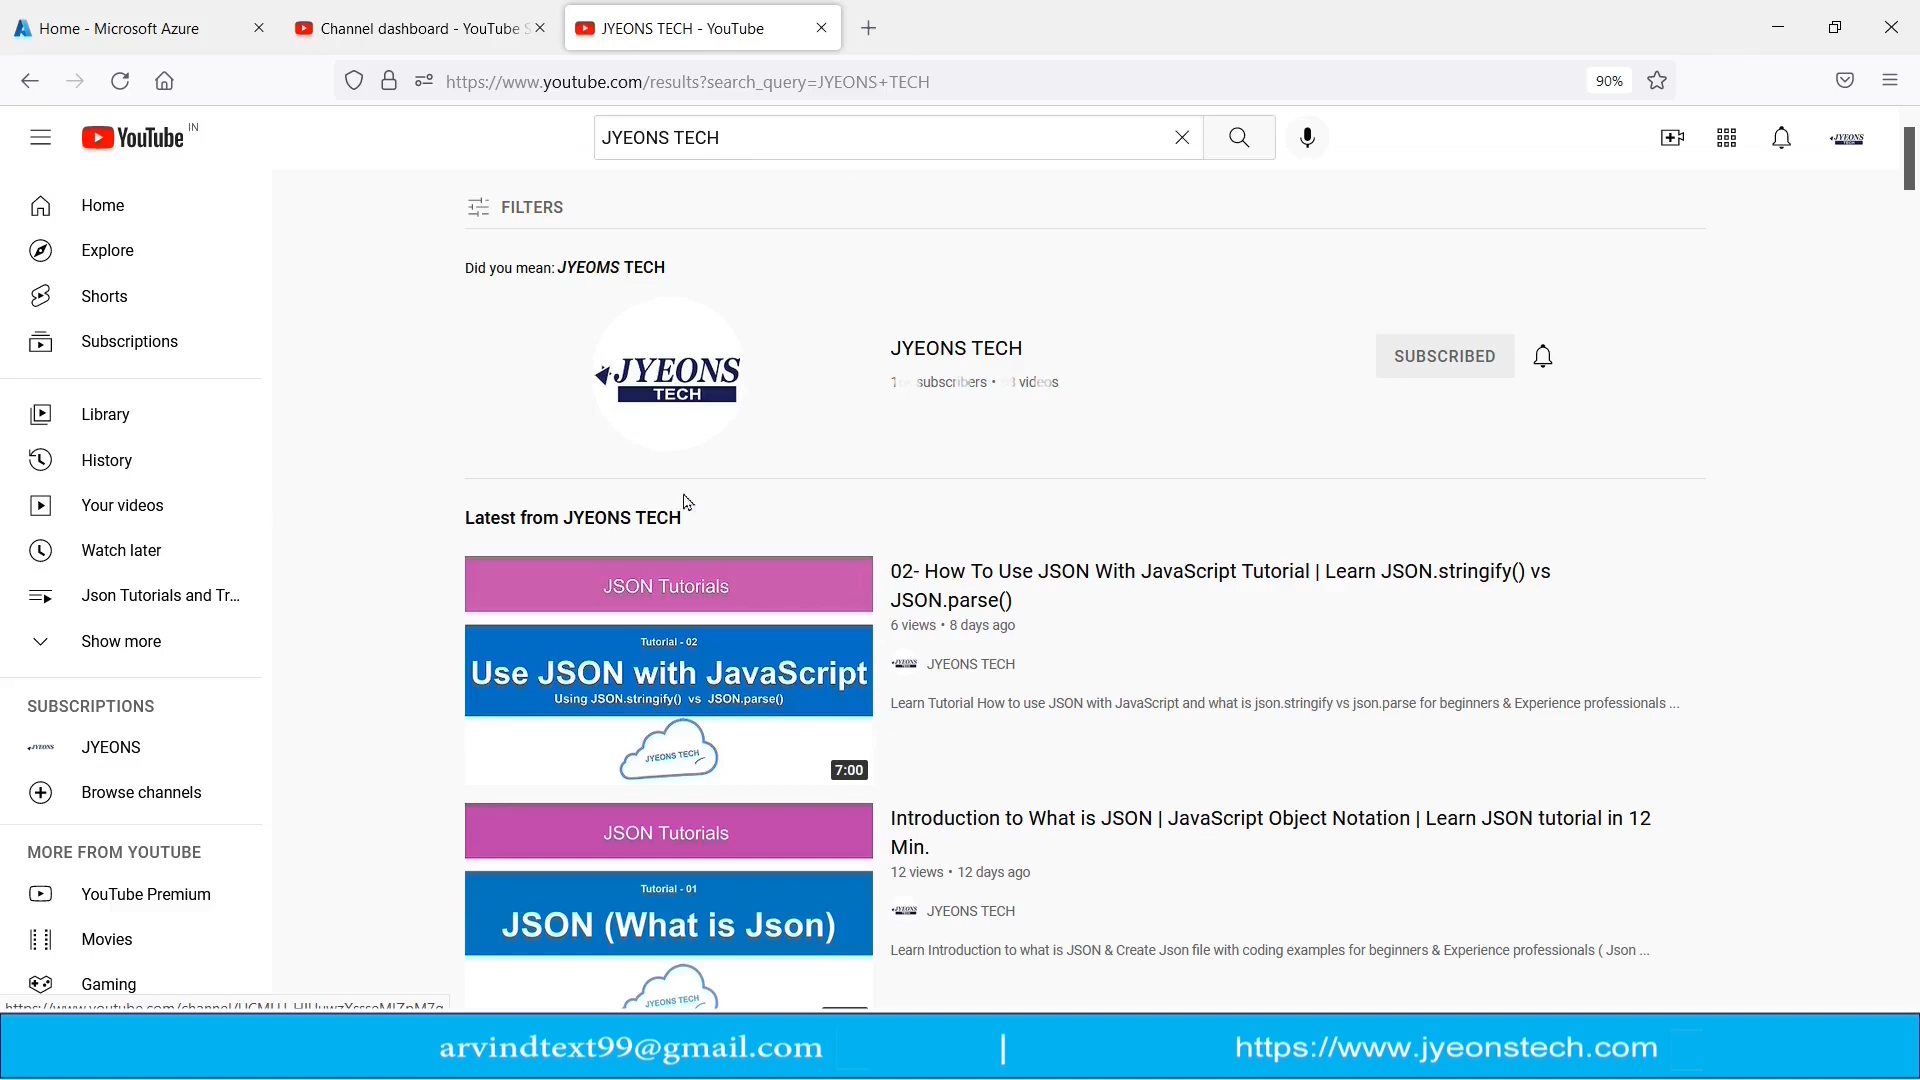 Home - Microsoft Azure
Channel dashboard - YouTube S
JYEONS TECH - YouTube
https://www.youtube.com/results?search_query=JYEONS+TECH
90%
YouTube IN
JYEONS TECH
JYEONS TECH
Home
Explore
Shorts
Subscriptions
Library
History
Your videos
Watch later
Json Tutorials and Tr...
Show more
SUBSCRIPTIONS
JYEONS
JYEONS
Browse channels
MORE FROM YOUTUBE
YouTube Premium
Movies
Gaming
FILTERS
Did you mean: JYEOMS TECH
JYEONS
TECH
JYEONS TECH
subscribers • videos
SUBSCRIBED
Latest from JYEONS TECH
JSON Tutorials
Tutorial - 02
Use JSON with JavaScript
Using JSON.stringify() vs JSON.parse()
JYEONS TECH
7:00
02- How To Use JSON With JavaScript Tutorial | Learn JSON.stringify() vs
JSON.parse()
6 views • 8 days ago
JYEONS JYEONS TECH
Learn Tutorial How to use JSON with JavaScript and what is json.stringify vs json.parse for beginners & Experience professionals ...
JSON Tutorials
Tutorial - 01
JSON (What is Json)
JYEONS TECH
Introduction to What is JSON | JavaScript Object Notation | Learn JSON tutorial in 12
Min.
12 views • 12 days ago
JYEONS JYEONS TECH
Learn Introduction to what is JSON & Create Json file with coding examples for beginners & Experience professionals ( Json ...
arvindtext99@gmail.com | https://www.jyeonstech.com